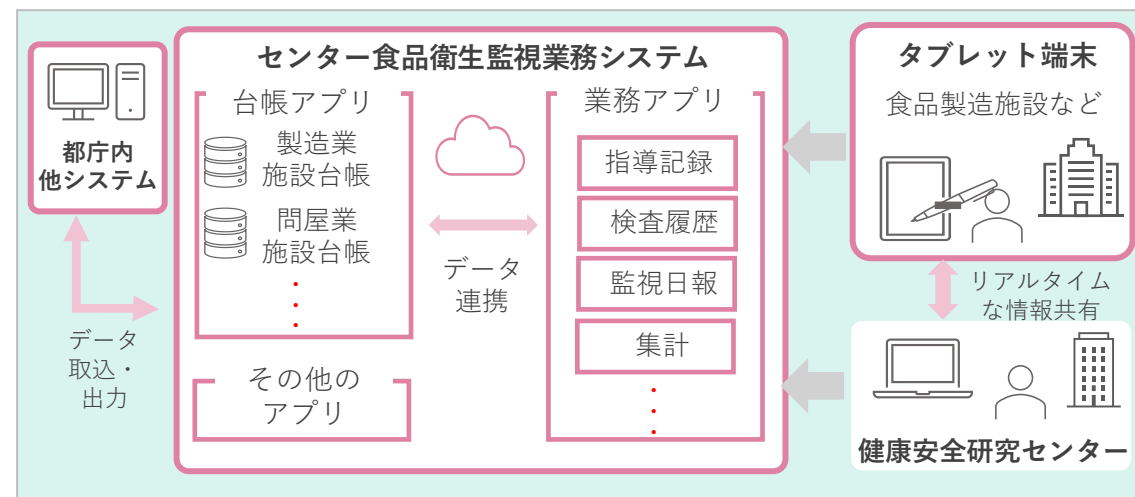 都庁内
他システム
データ
取込・
出力
センター食品衛生監視業務システム
台帳アプリ
製造業
施設台帳
問屋業
施設台帳
・
・
・
その他の
アプリ
データ
連携
業務アプリ
指導記録
検査履歴
監視日報
集計
・
・
・
タブレット端末
食品製造施設など
リアルタイム
な情報共有
健康安全研究センター